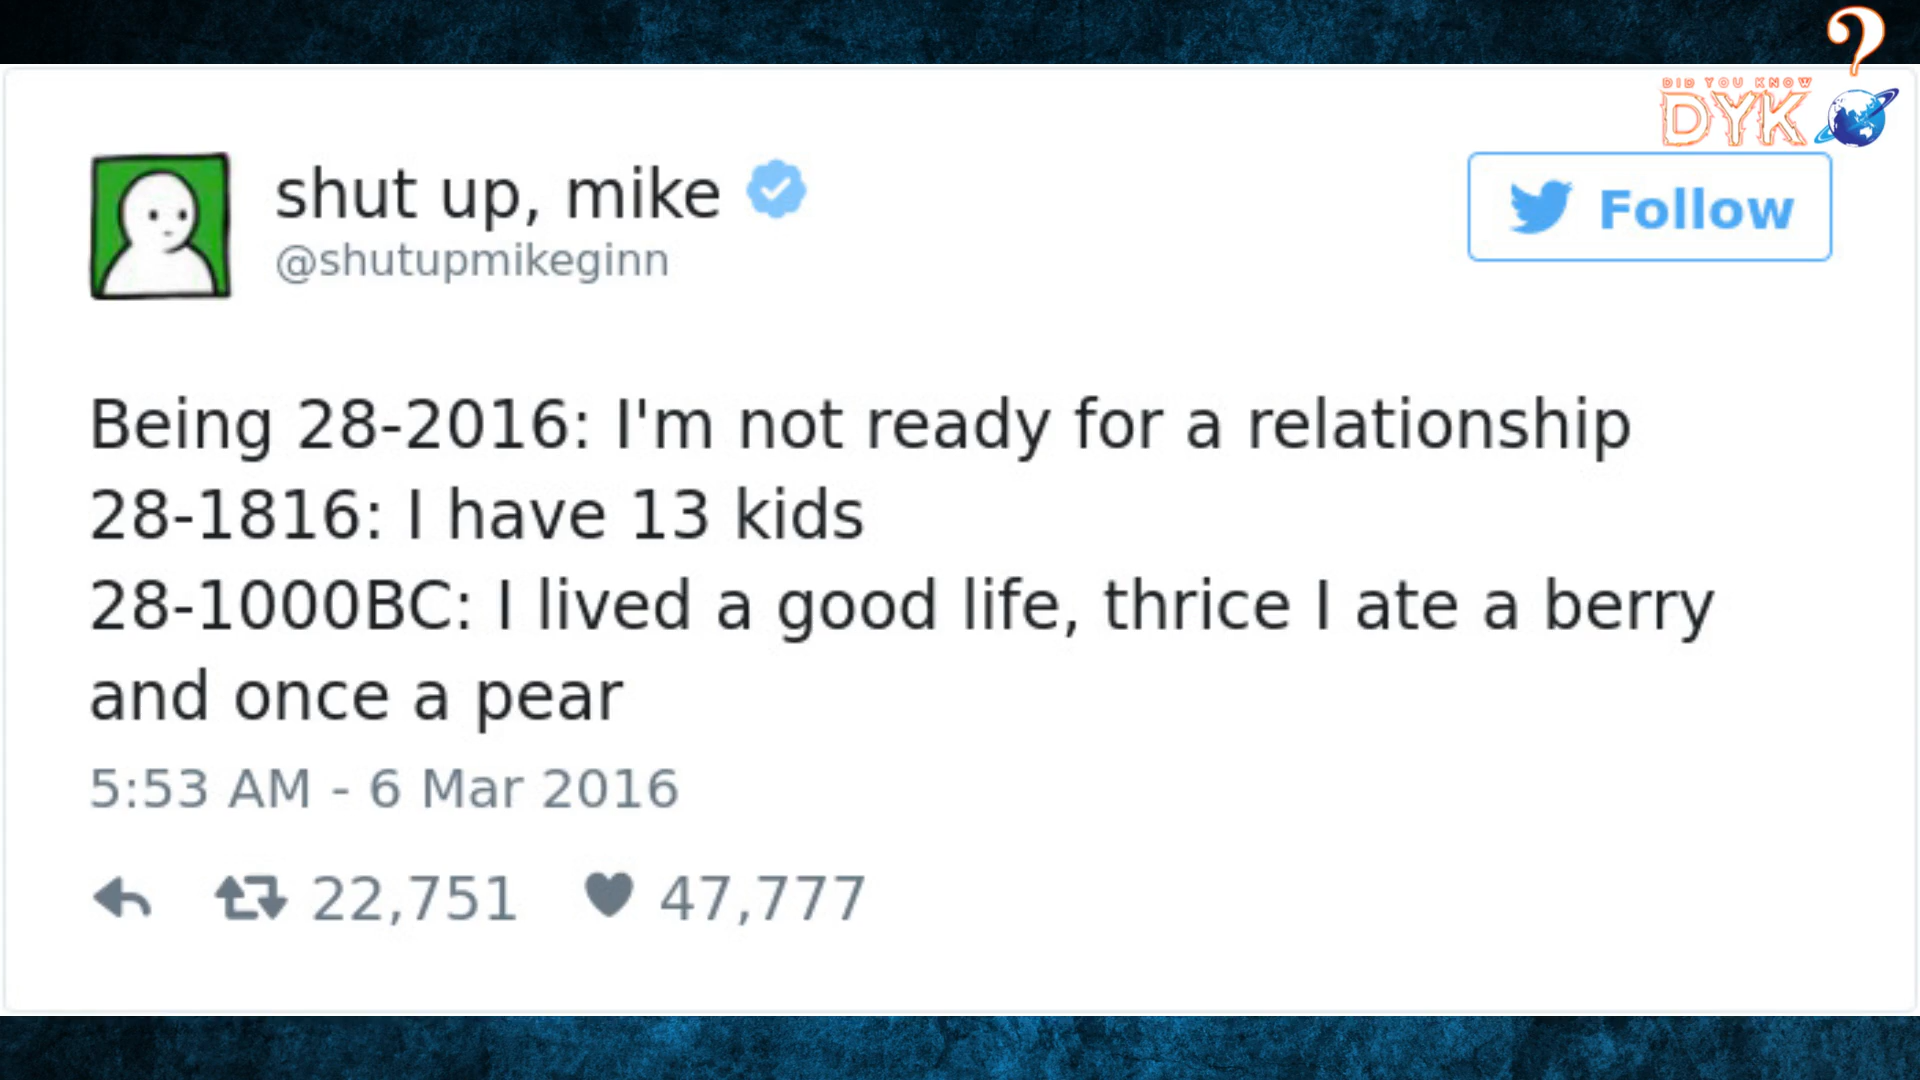 ?
DID YOU KNOW
DYK
shut up, mike
@shutupmikeginn
Follow
Being 28-2016: I'm not ready for a relationship
28-1816: I have 13 kids
28-1000BC: I lived a good life, thrice I ate a berry
and once a pear
5:53 AM - 6 Mar 2016
22,751 47,777